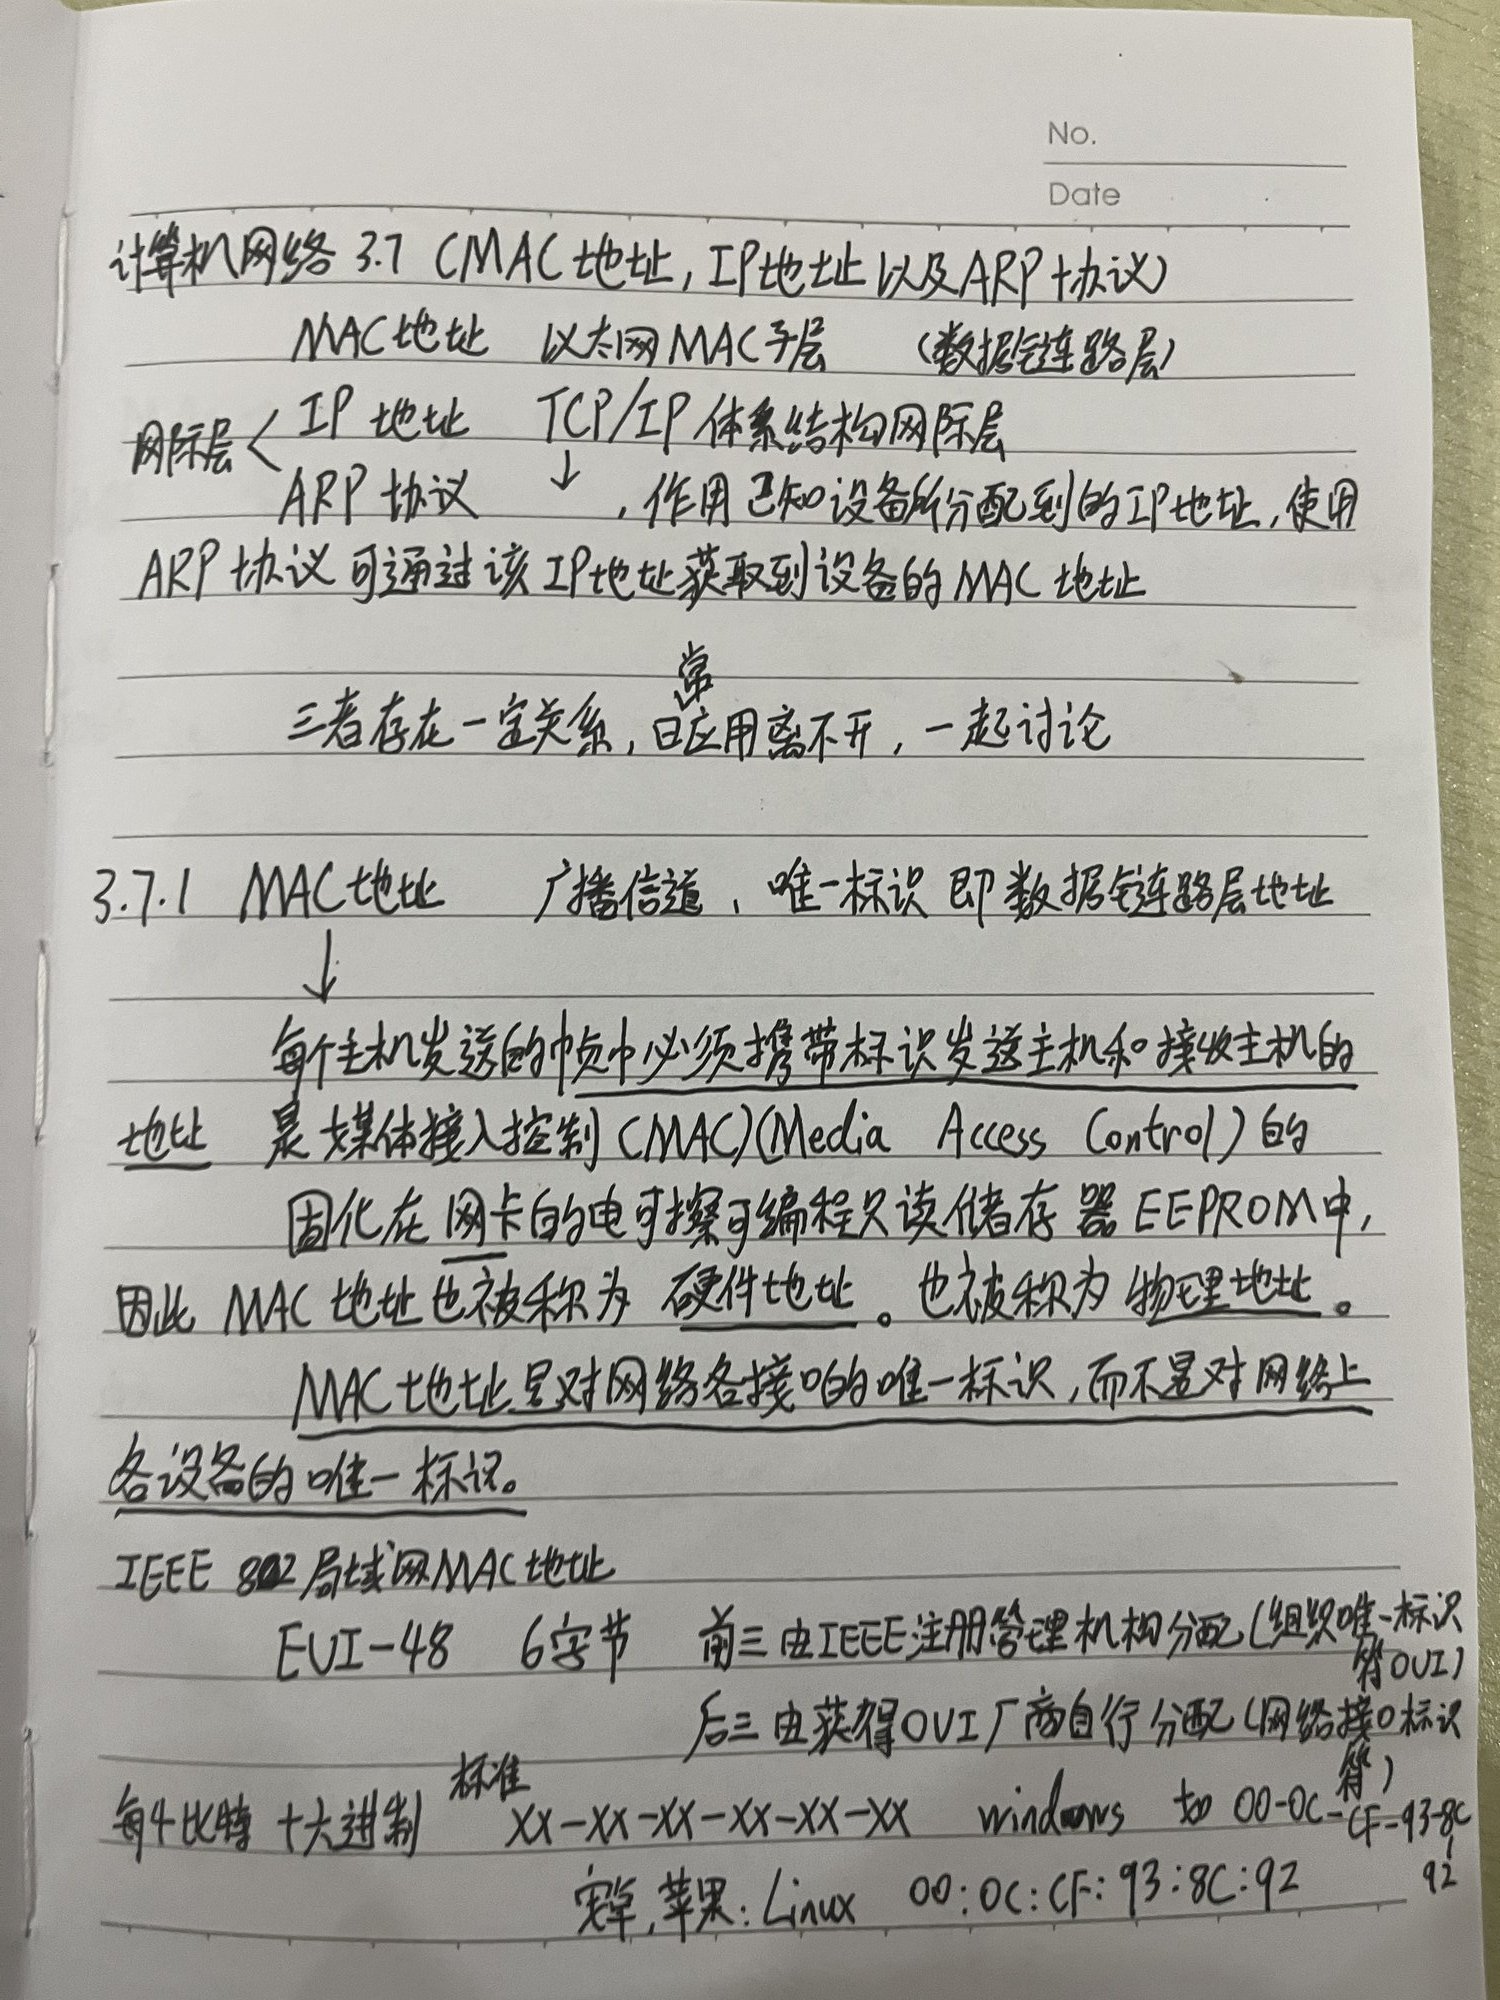 No.
Date
计算机网络 3.7 (MAC地址，IP地址以及ARP协议)
MAC地址 以太网MAC子层 (数据链路层)
网际层 < IP地址 TCP/IP体系结构网际层
ARP协议 ↓ ，作用 已知设备所分配到的IP地址，使用
ARP协议可通过该IP地址获取到设备的MAC地址
三者存在一定关系，日常应用离不开，一起讨论
3.7.1 MAC地址 广播信道，唯一标识 即数据链路层地址
↓
每个主机发送的帧中必须携带标识发送主机和接收主机的
地址 是媒体接入控制(MAC)(Media Access Control)的
固化在网卡的电可擦可编程只读储存器EEPROM中，
因此MAC地址也被称为 硬件地址。也被称为 物理地址。
MAC地址是对网络各接口的唯一标识，而不是对网络上
各设备的唯一标识。
IEEE 802局域网MAC地址
EUI-48 6字节 前三由IEEE注册管理机构分配(组织唯一标识
符OUI)
后三由获得OUI厂商自行分配(网络接口标识
符)
每4比特 十六进制 标准 XX-XX-XX-XX-XX-XX windows to 00-0C-CF-93-8C
-92
安卓，苹果：Linux 00:0C:CF:93:8C:92